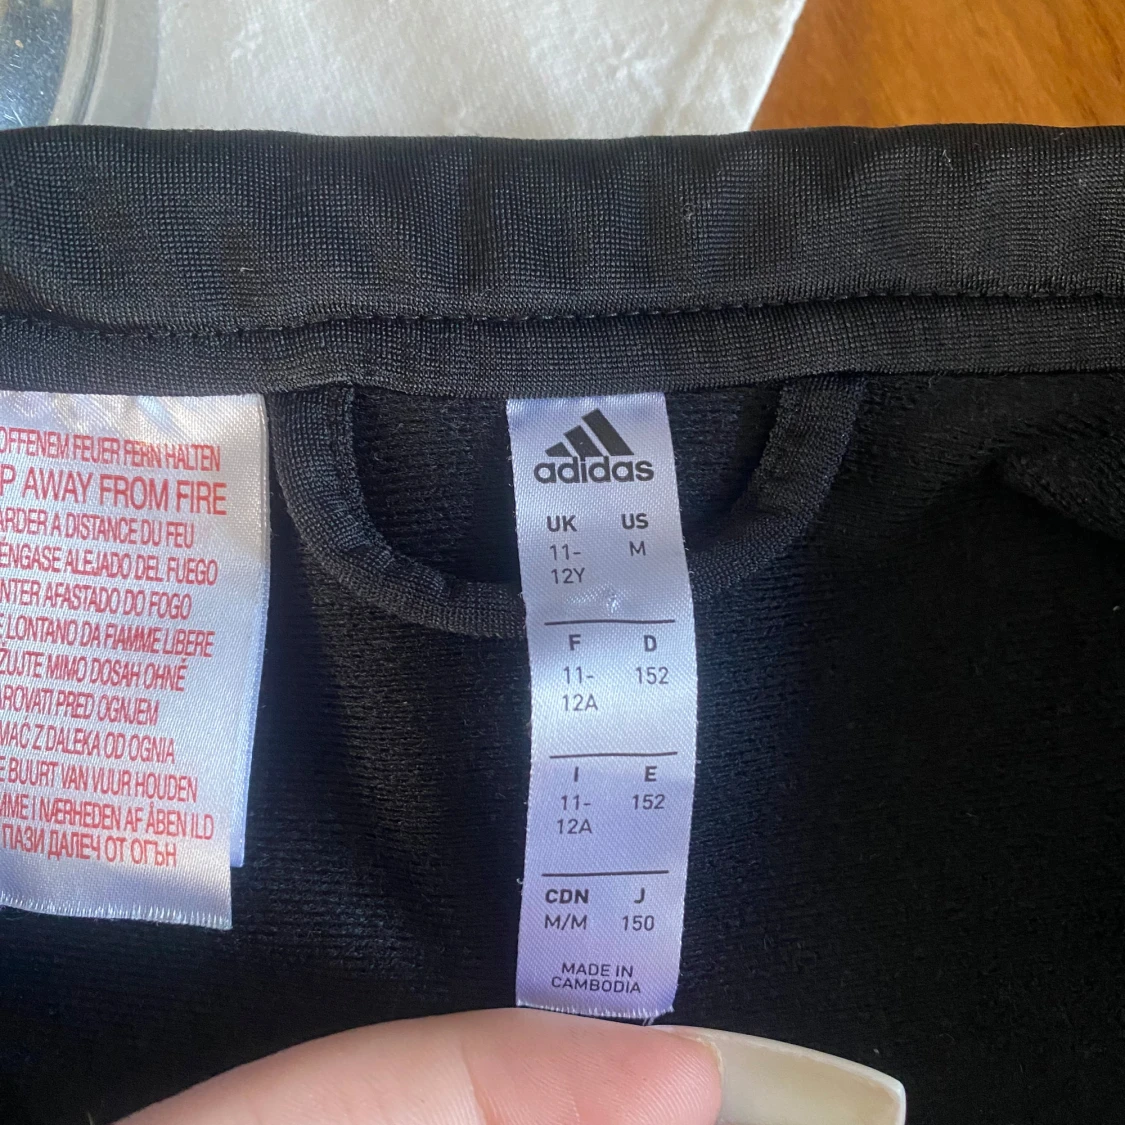 OFFENEM FEUER FERN HALTEN
P AWAY FROM FIRE
ARDER A DISTANCE DU FEU
ENGASE ALEJADO DEL FUEGO
NTER AFASTADO DO FOGO
E LONTANO DA FIAMME LIBERE
ŽUJTE MIMO DOSAH OHNĚ
AROVATI PRED OGNJEM
MAĆ Z DALEKA OD OGNIA
E BUURT VAN VUUR HOUDEN
MME I NÆRHEDEN AF ÅBEN ILD
ПАЗИ ДАЛЕЧ ОТ ОГЪН
adidas
UK US
11- M
12Y
F D
11- 152
12A
I E
11- 152
12A
CDN J
M/M 150
MADE IN
CAMBODIA